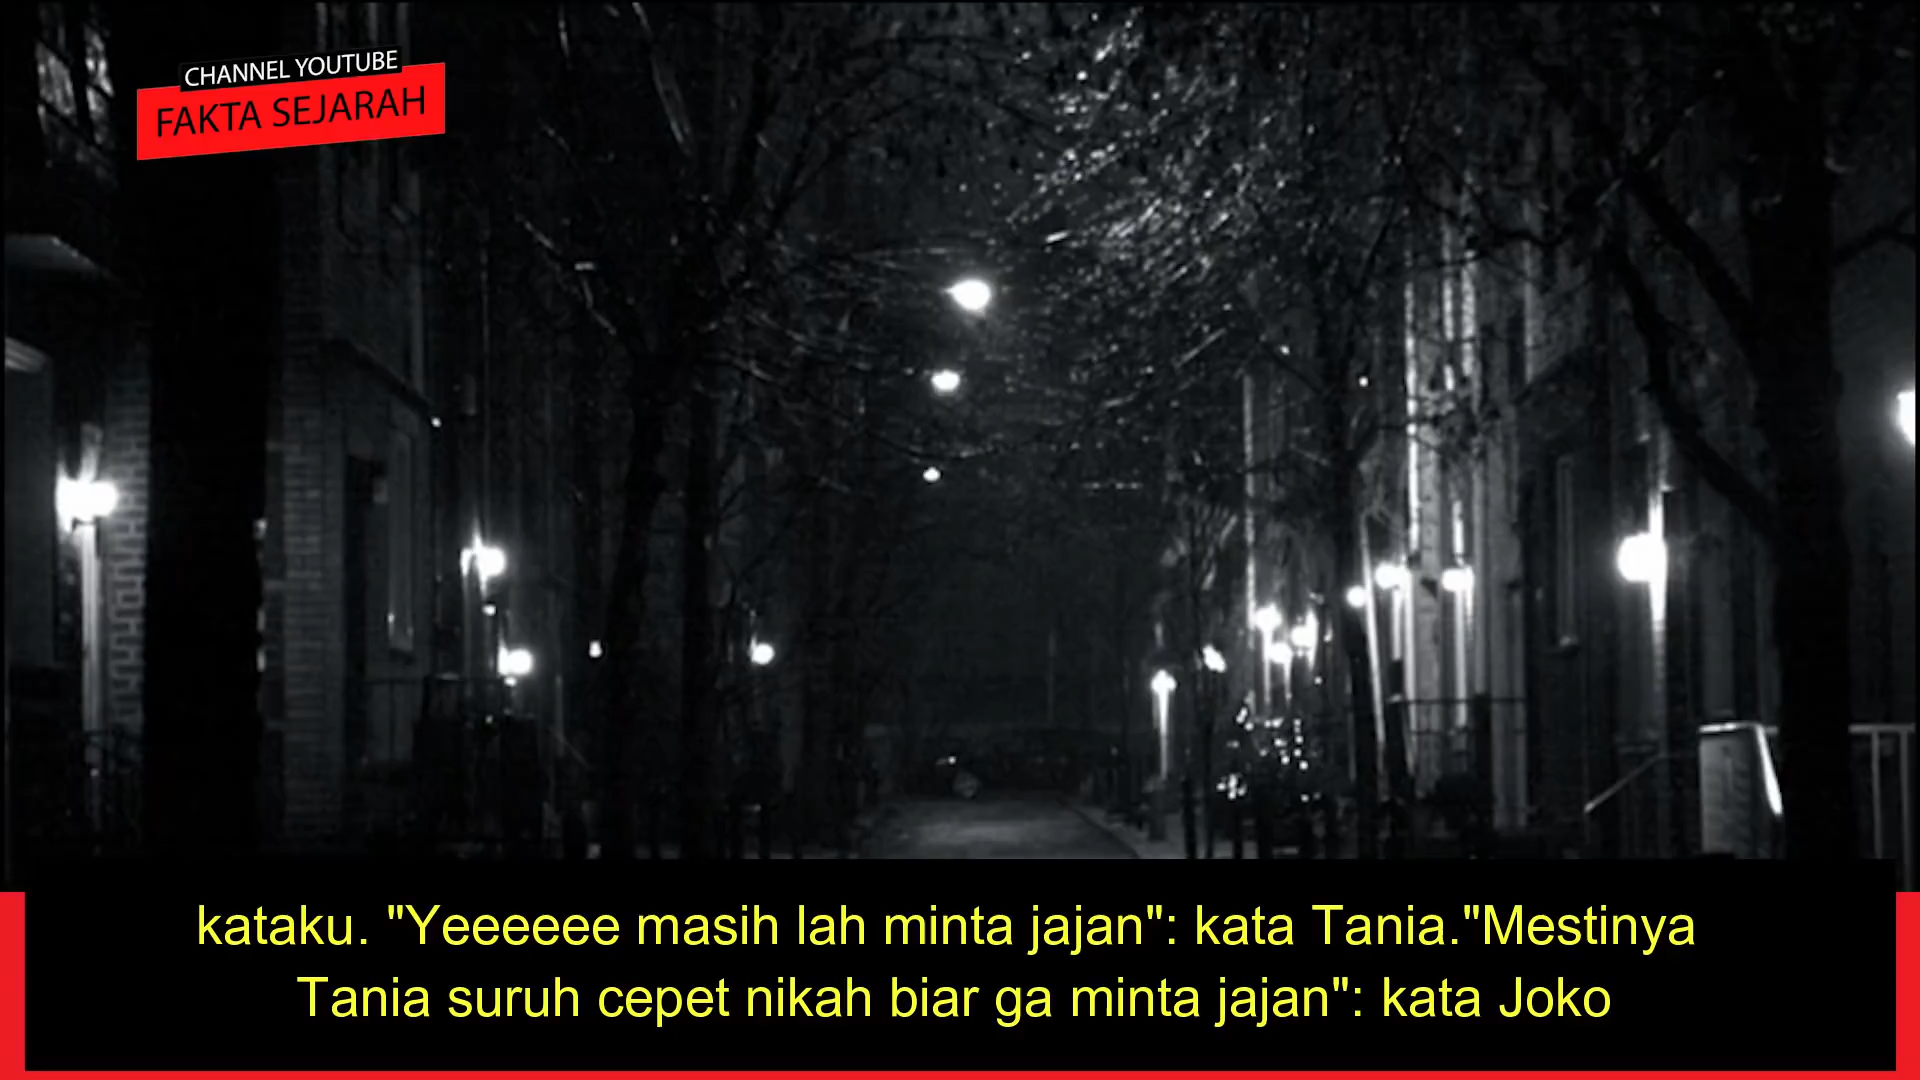 CHANNEL YOUTUBE
FAKTA SEJARAH
kataku. "Yeeeeee masih lah minta jajan": kata Tania."Mestinya
Tania suruh cepet nikah biar ga minta jajan": kata Joko